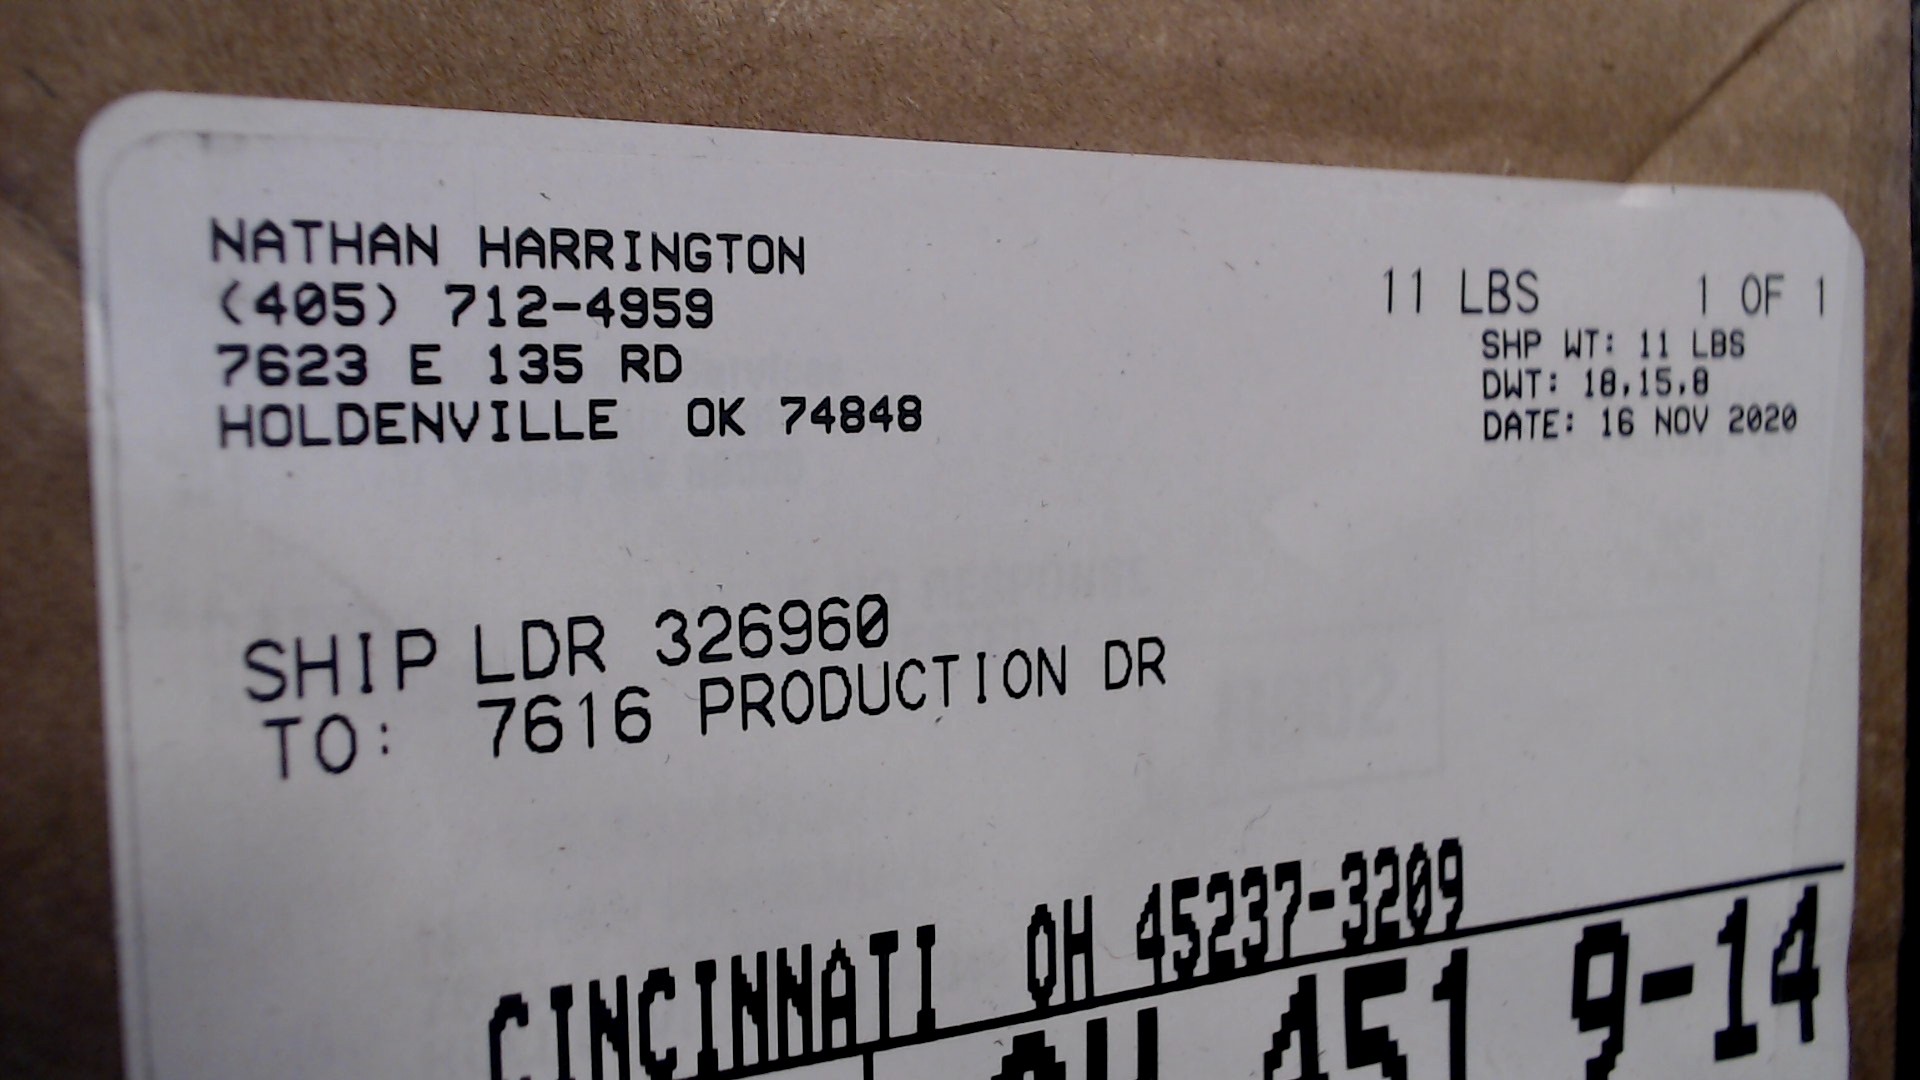 NATHAN HARRINGTON
(405) 712-4959
7623 E 135 RD
HOLDENVILLE OK 74848
11 LBS 1 OF 1
SHP WT: 11 LBS
DWT: 18,15,8
DATE: 16 NOV 2020
SHIP LDR 326960
TO: 7616 PRODUCTION DR
CINCINNATI OH 45237-3209
OH 451 9-14